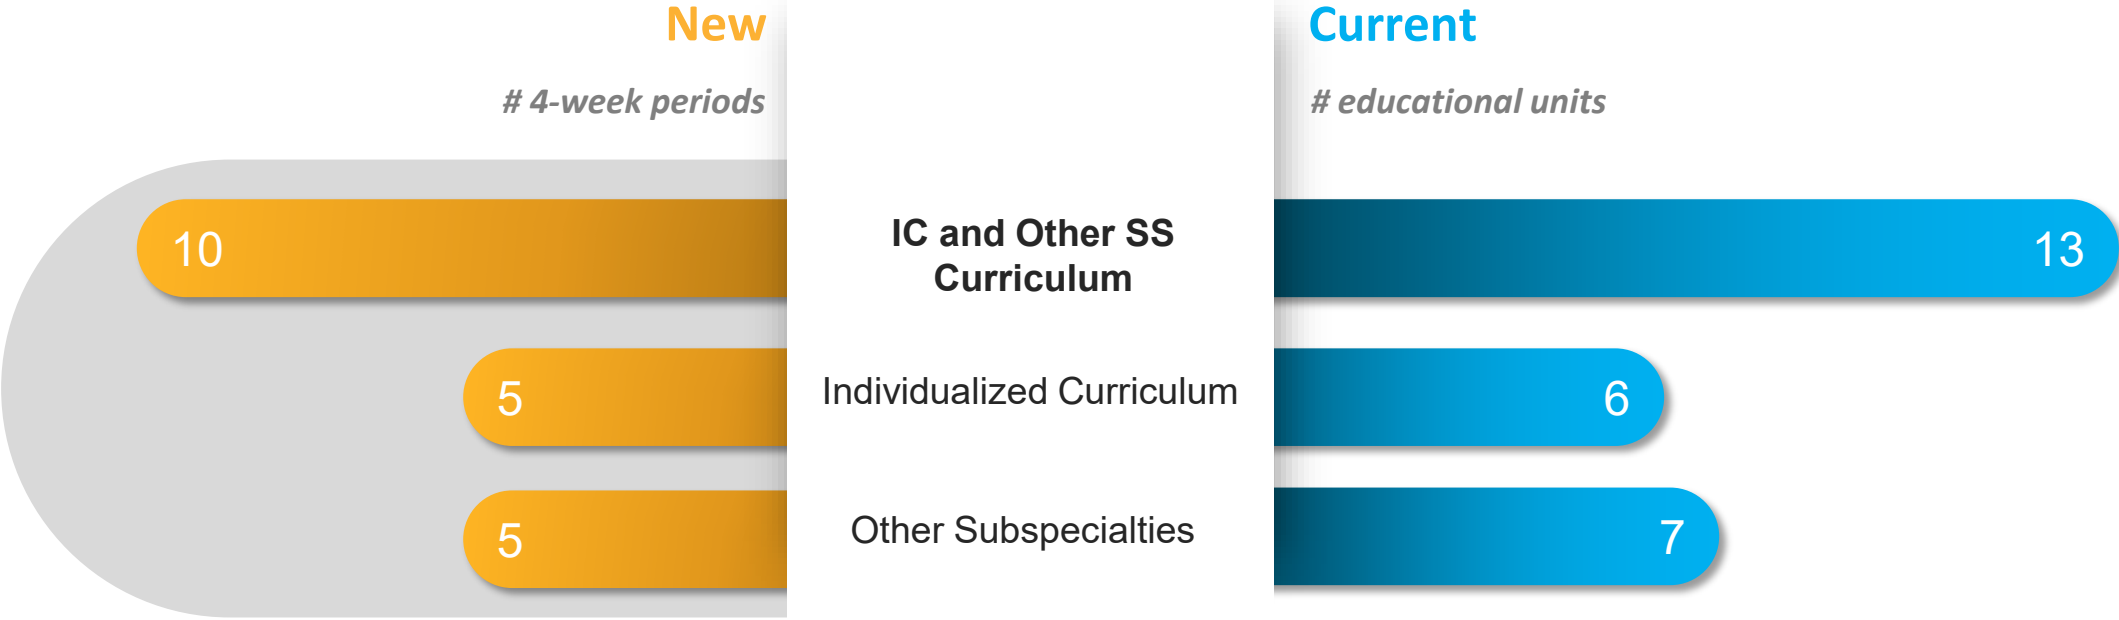 New
Current
# 4-week periods
# educational units
10
IC and Other SS
Curriculum
13
5
Individualized Curriculum
6
5
Other Subspecialties
7